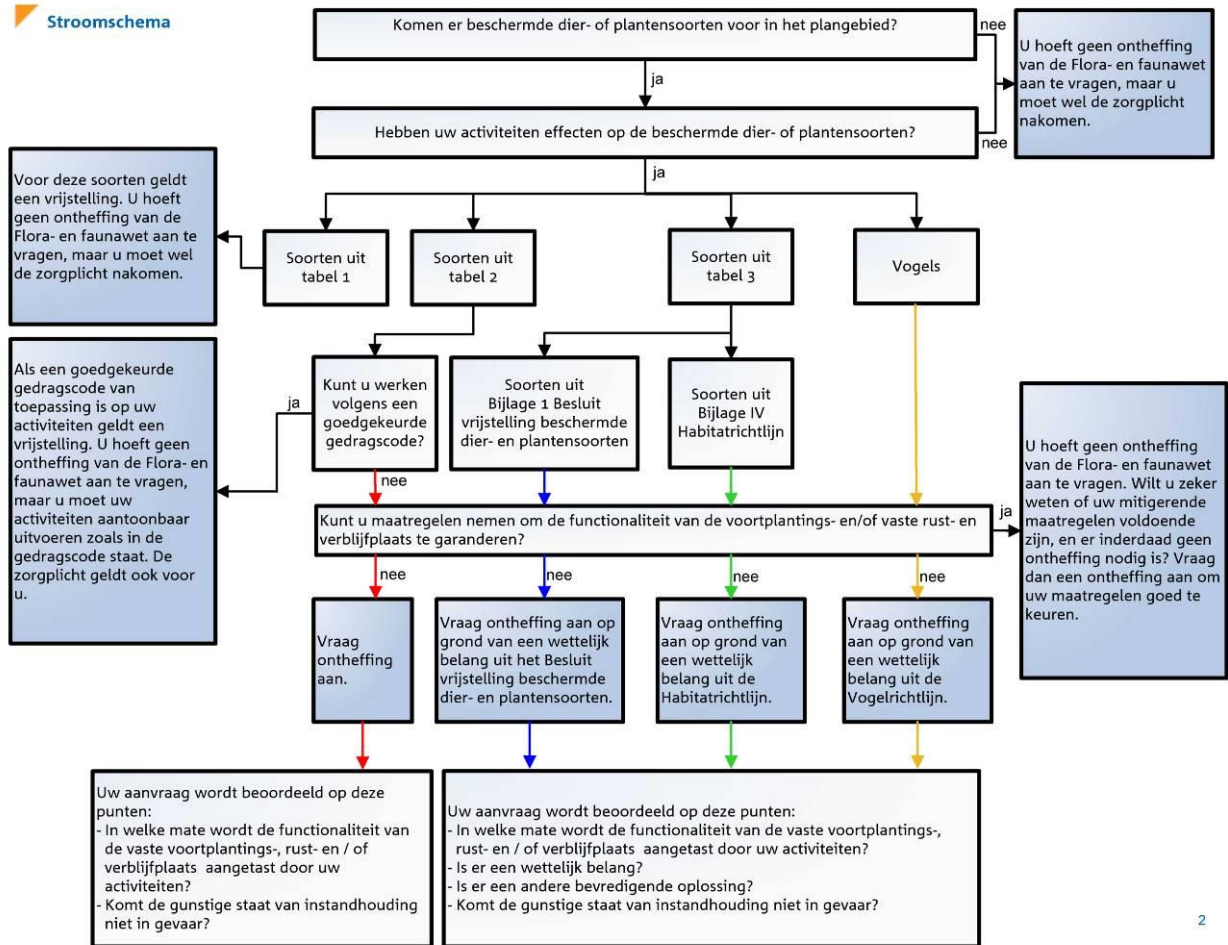 Stroomschema
Komen er beschermde dier- of plantensoorten voor in het plangebied?
nee
U hoeft geen ontheffing
van de Flora- en faunawet
aan te vragen, maar u
moet wel de zorgplicht
nakomen.
ja
Hebben uw activiteiten effecten op de beschermde dier- of plantensoorten?
nee
ja
Voor deze soorten geldt
een vrijstelling. U hoeft
geen ontheffing van de
Flora- en faunawet aan te
vragen, maar u moet wel
de zorgplicht nakomen.
Soorten uit
tabel 1
Soorten uit
tabel 2
Soorten uit
tabel 3
Vogels
Als een goedgekeurde
gedragscode van
toepassing is op uw
activiteiten geldt een
vrijstelling. U hoeft geen
ontheffing van de Flora- en
faunawet aan te vragen,
maar u moet uw
activiteiten aantoonbaar
uitvoeren zoals in de
gedragscode staat. De
zorgplicht geldt ook voor
u.
ja
Kunt u werken
volgens een
goedgekeurde
gedragscode?
Soorten uit
Bijlage 1 Besluit
vrijstelling beschermde
dier- en plantensoorten
Soorten uit
Bijlage IV
Habitatrichtlijn
nee
Kunt u maatregelen nemen om de functionaliteit van de voortplantings- en/of vaste rust- en
verblijfplaats te garanderen?
ja
U hoeft geen ontheffing
van de Flora- en faunawet
aan te vragen. Wilt u zeker
weten of uw mitigerende
maatregelen voldoende
zijn, en er inderdaad geen
ontheffing nodig is? Vraag
dan een ontheffing aan om
uw maatregelen goed te
keuren.
nee
nee
nee
nee
Vraag
ontheffing
aan.
Vraag ontheffing aan op
grond van een wettelijk
belang uit het Besluit
vrijstelling beschermde
dier- en plantensoorten.
Vraag ontheffing
aan op grond van
een wettelijk
belang uit de
Habitatrichtlijn.
Vraag ontheffing
aan op grond van
een wettelijk
belang uit de
Vogelrichtlijn.
Uw aanvraag wordt beoordeeld op deze
punten:
- In welke mate wordt de functionaliteit van
de vaste voortplantings-, rust- en / of
verblijfplaats aangetast door uw
activiteiten?
- Komt de gunstige staat van instandhouding
niet in gevaar?
Uw aanvraag wordt beoordeeld op deze punten:
- In welke mate wordt de functionaliteit van de vaste voortplantings-,
rust- en / of verblijfplaats aangetast door uw activiteiten?
- Is er een wettelijk belang?
- Is er een andere bevredigende oplossing?
- Komt de gunstige staat van instandhouding niet in gevaar?
2